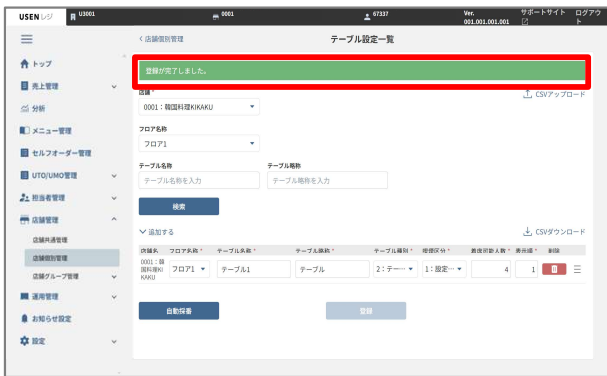 USEN レジ U3001 0001 67337 Ver. 001.001.001.001 サポートサイト ログアウト
< 店舗個別管理 テーブル設定一覧
トップ
売上管理
分析
メニュー管理
セルフオーダー管理
UTO/UMO管理
担当者管理
店舗管理
店舗共通管理
店舗個別管理
店舗グループ管理
運用管理
お知らせ設定
設定
登録が完了しました。
店舗 *
CSVアップロード
0001：韓国料理KIKAKU
フロア名称
フロア1
テーブル名称 テーブル略称
テーブル名称を入力 テーブル略称を入力
検索
追加する CSVダウンロード
店舗名 フロア名称 * テーブル名称 * テーブル略称 * テーブル種別 * 喫煙区分 * 着席可能人数 * 表示順 * 削除
0001：韓国料理KIKAKU フロア1 テーブル1 テーブル 2：テー… 1：設定… 4 1
自動採番 登録